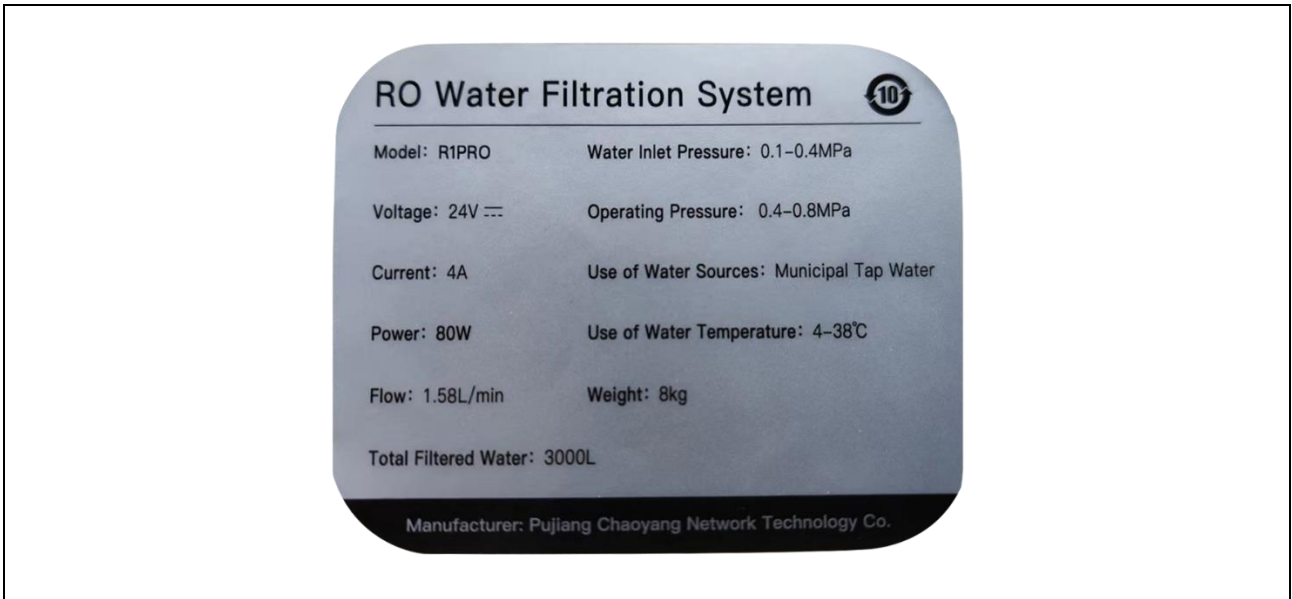 RO Water Filtration System 10
Model: R1PRO Water Inlet Pressure: 0.1-0.4MPa
Voltage: 24V ⎓ Operating Pressure: 0.4-0.8MPa
Current: 4A Use of Water Sources: Municipal Tap Water
Power: 80W Use of Water Temperature: 4-38℃
Flow: 1.58L/min Weight: 8kg
Total Filtered Water: 3000L
Manufacturer: Pujiang Chaoyang Network Technology Co.